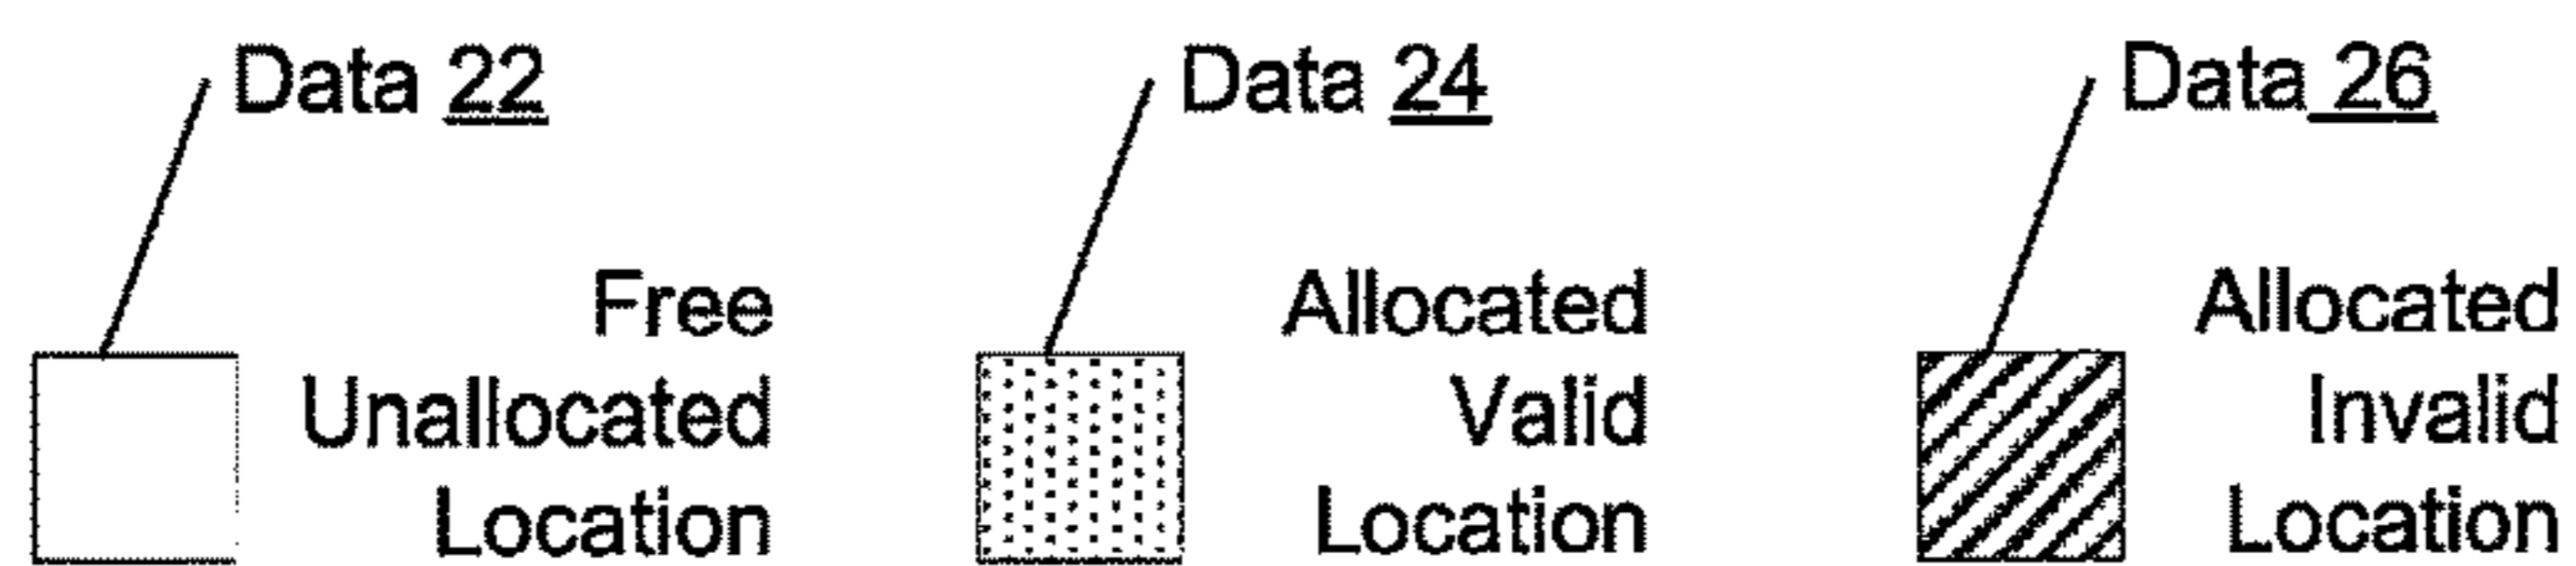 Data 22
Free
Unallocated
Location
Data 24
Allocated
Valid
Location
Data 26
Allocated
Invalid
Location